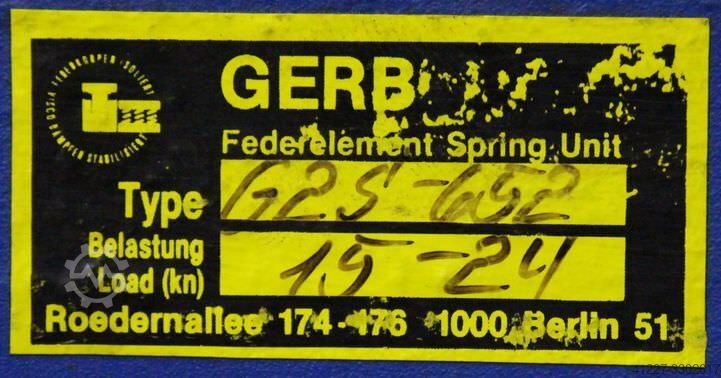 GERB
Federelement Spring Unit
Type G2S-652
Belastung 15-24
Load (kn)
Roedernallee 174-176 1000 Berlin 51